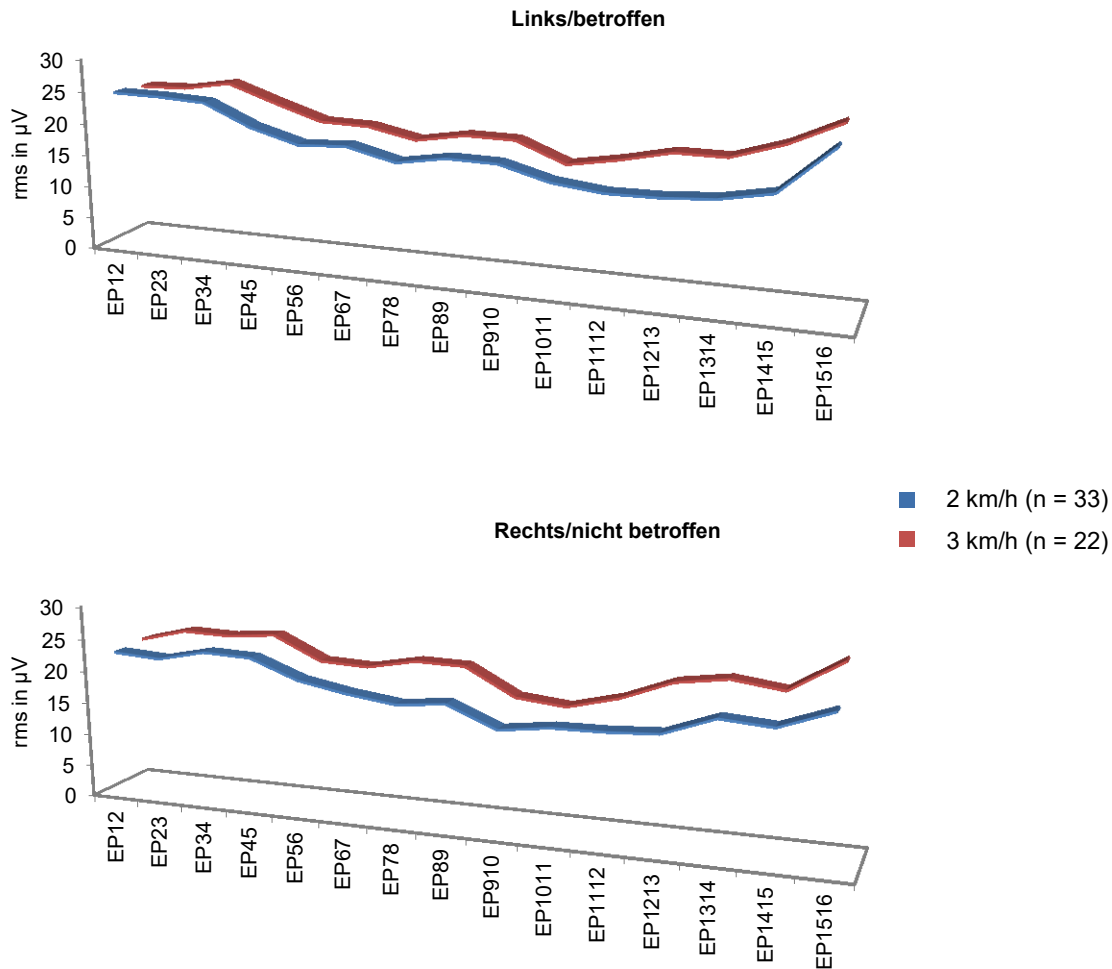 Links/betroffen
rms in µV
30
25
20
15
10
5
0
EP12
EP23
EP34
EP45
EP56
EP67
EP78
EP89
EP910
EP1011
EP1112
EP1213
EP1314
EP1415
EP1516
2 km/h (n = 33)
3 km/h (n = 22)
Rechts/nicht betroffen
rms in µV
30
25
20
15
10
5
0
EP12
EP23
EP34
EP45
EP56
EP67
EP78
EP89
EP910
EP1011
EP1112
EP1213
EP1314
EP1415
EP1516